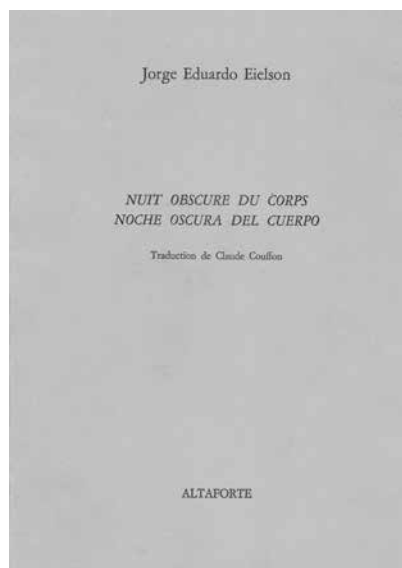 Jorge Eduardo Eielson
NUIT OBSCURE DU CORPS
NOCHE OSCURA DEL CUERPO
Traduction de Claude Couffon
ALTAFORTE